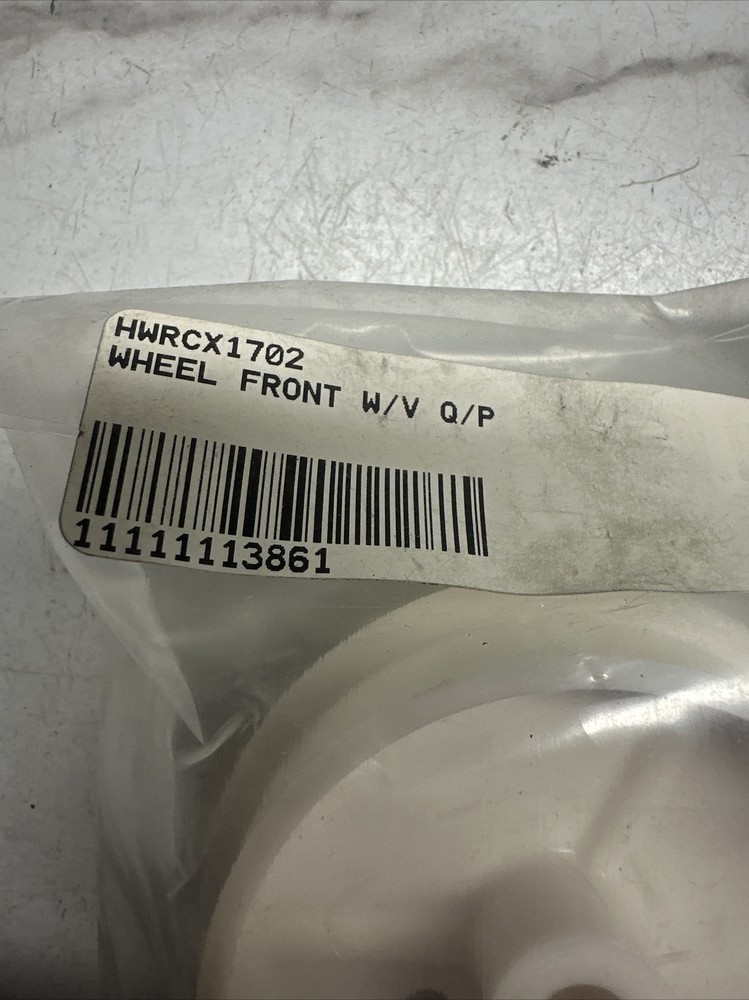 HWRCX1702
WHEEL FRONT W/V Q/P
11111113861